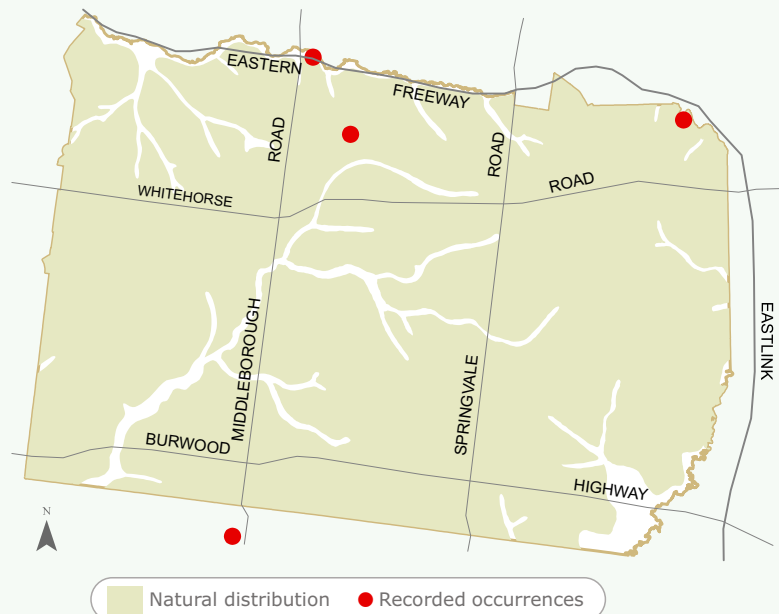 EASTERN
FREEWAY
ROAD
ROAD
WHITEHORSE
ROAD
MIDDLEBOROUGH
EASTLINK
SPRINGVALE
BURWOOD
HIGHWAY
N
Natural distribution
Recorded occurrences